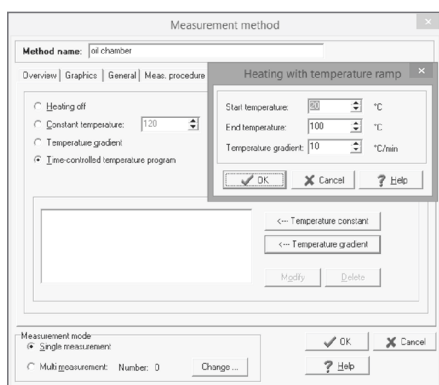 Measurement method
Method name: oil chamber
Overview | Graphics | General | Meas. procedure
Heating with temperature ramp
Heating off
Constant temperature: 120
Temperature gradient
Time-controlled temperature program
Start temperature: °C
End temperature: 100 °C
Temperature gradient: 10 °C/min
OK Cancel ? Help
<--- Temperature constant
<--- Temperature gradient
Modify Delete
Measurement mode
Single measurement
Multi measurement: Number: 0 Change ...
OK Cancel
? Help